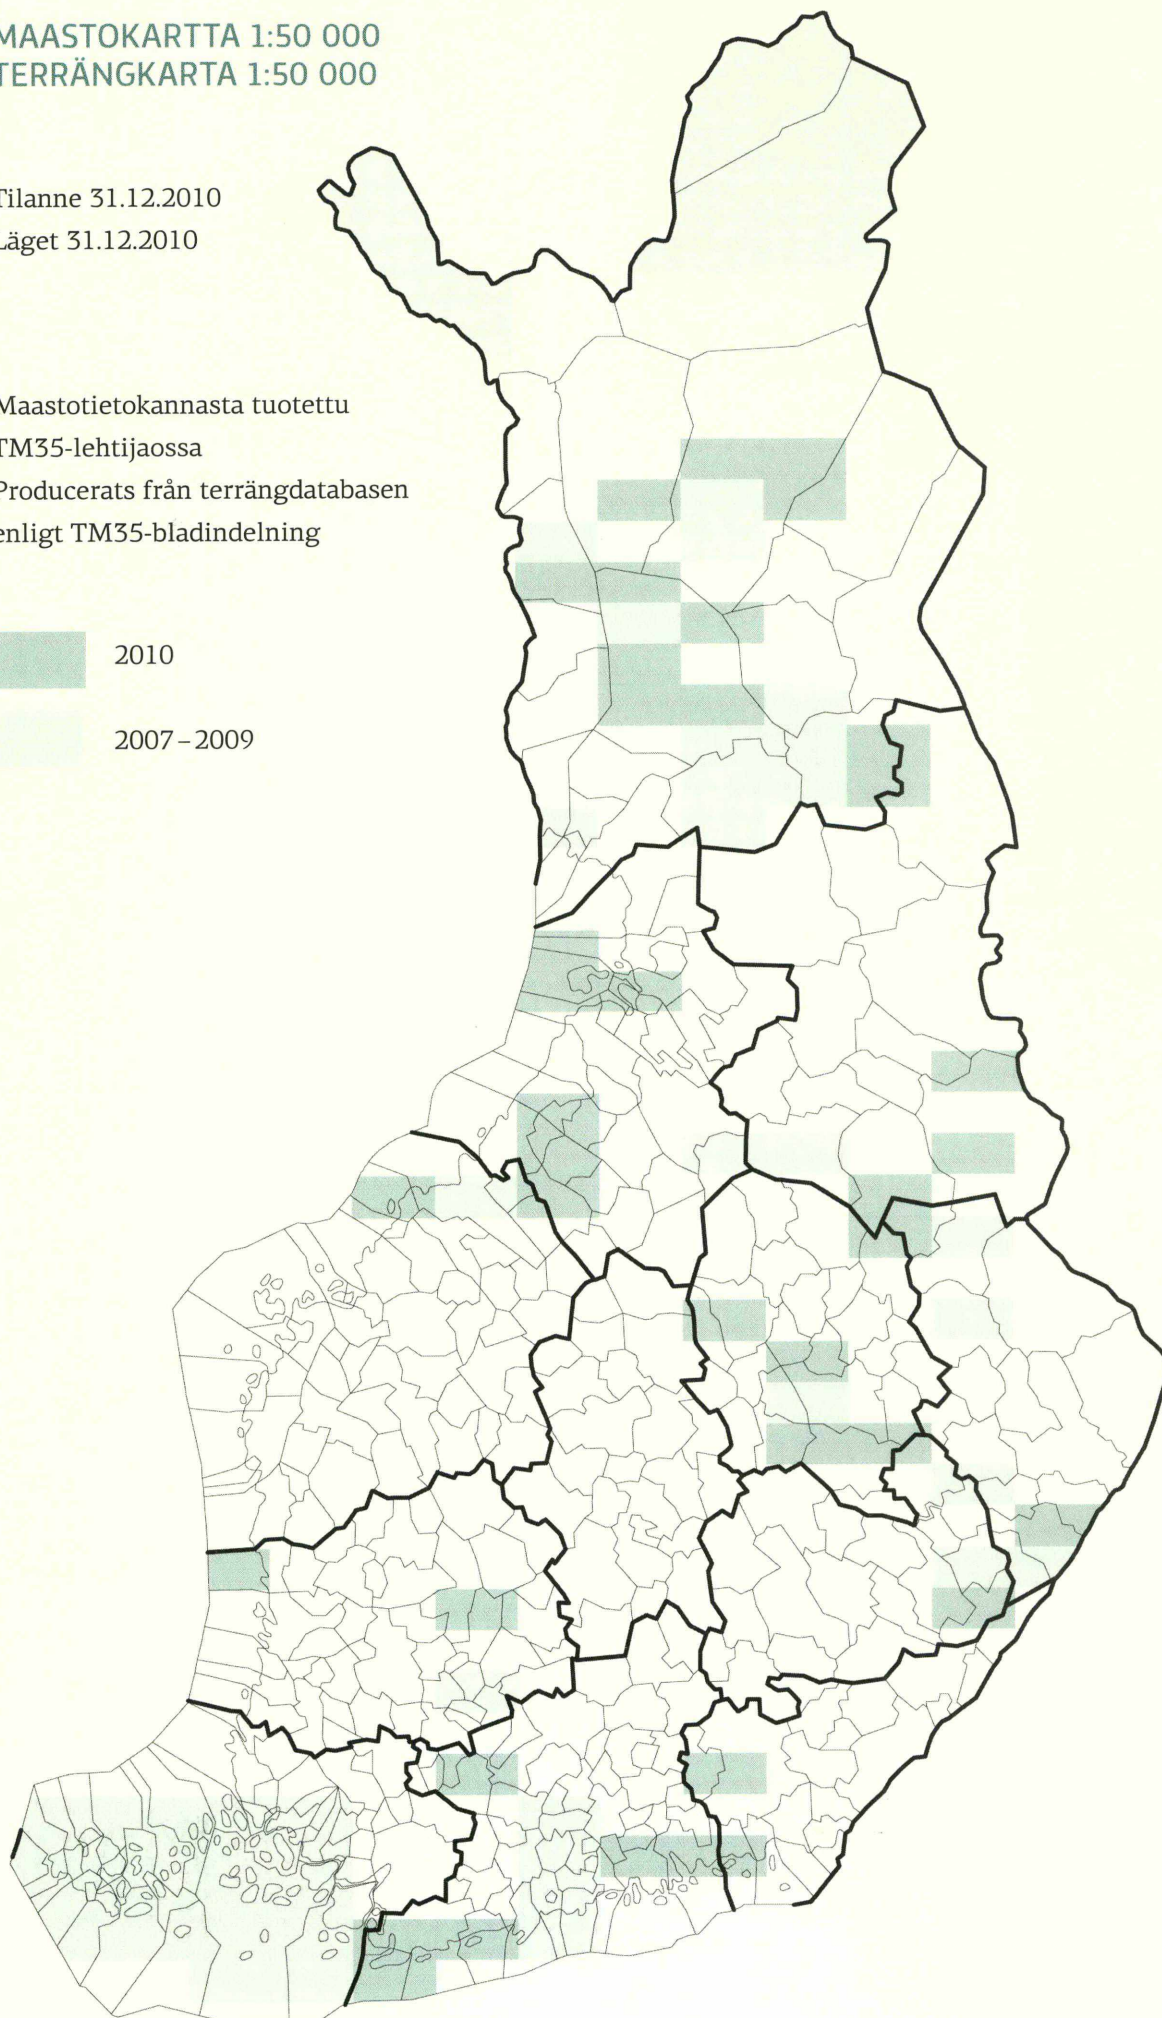 MAASTOKARTTA 1:50 000
TERRÄNGKARTA 1:50 000
Tilanne 31.12.2010
Läget 31.12.2010
Maastotietokannasta tuotettu
TM35-lehtijaossa
Producerats från terrängdatabasen
enligt TM35-bladindelning
2010
2007–2009